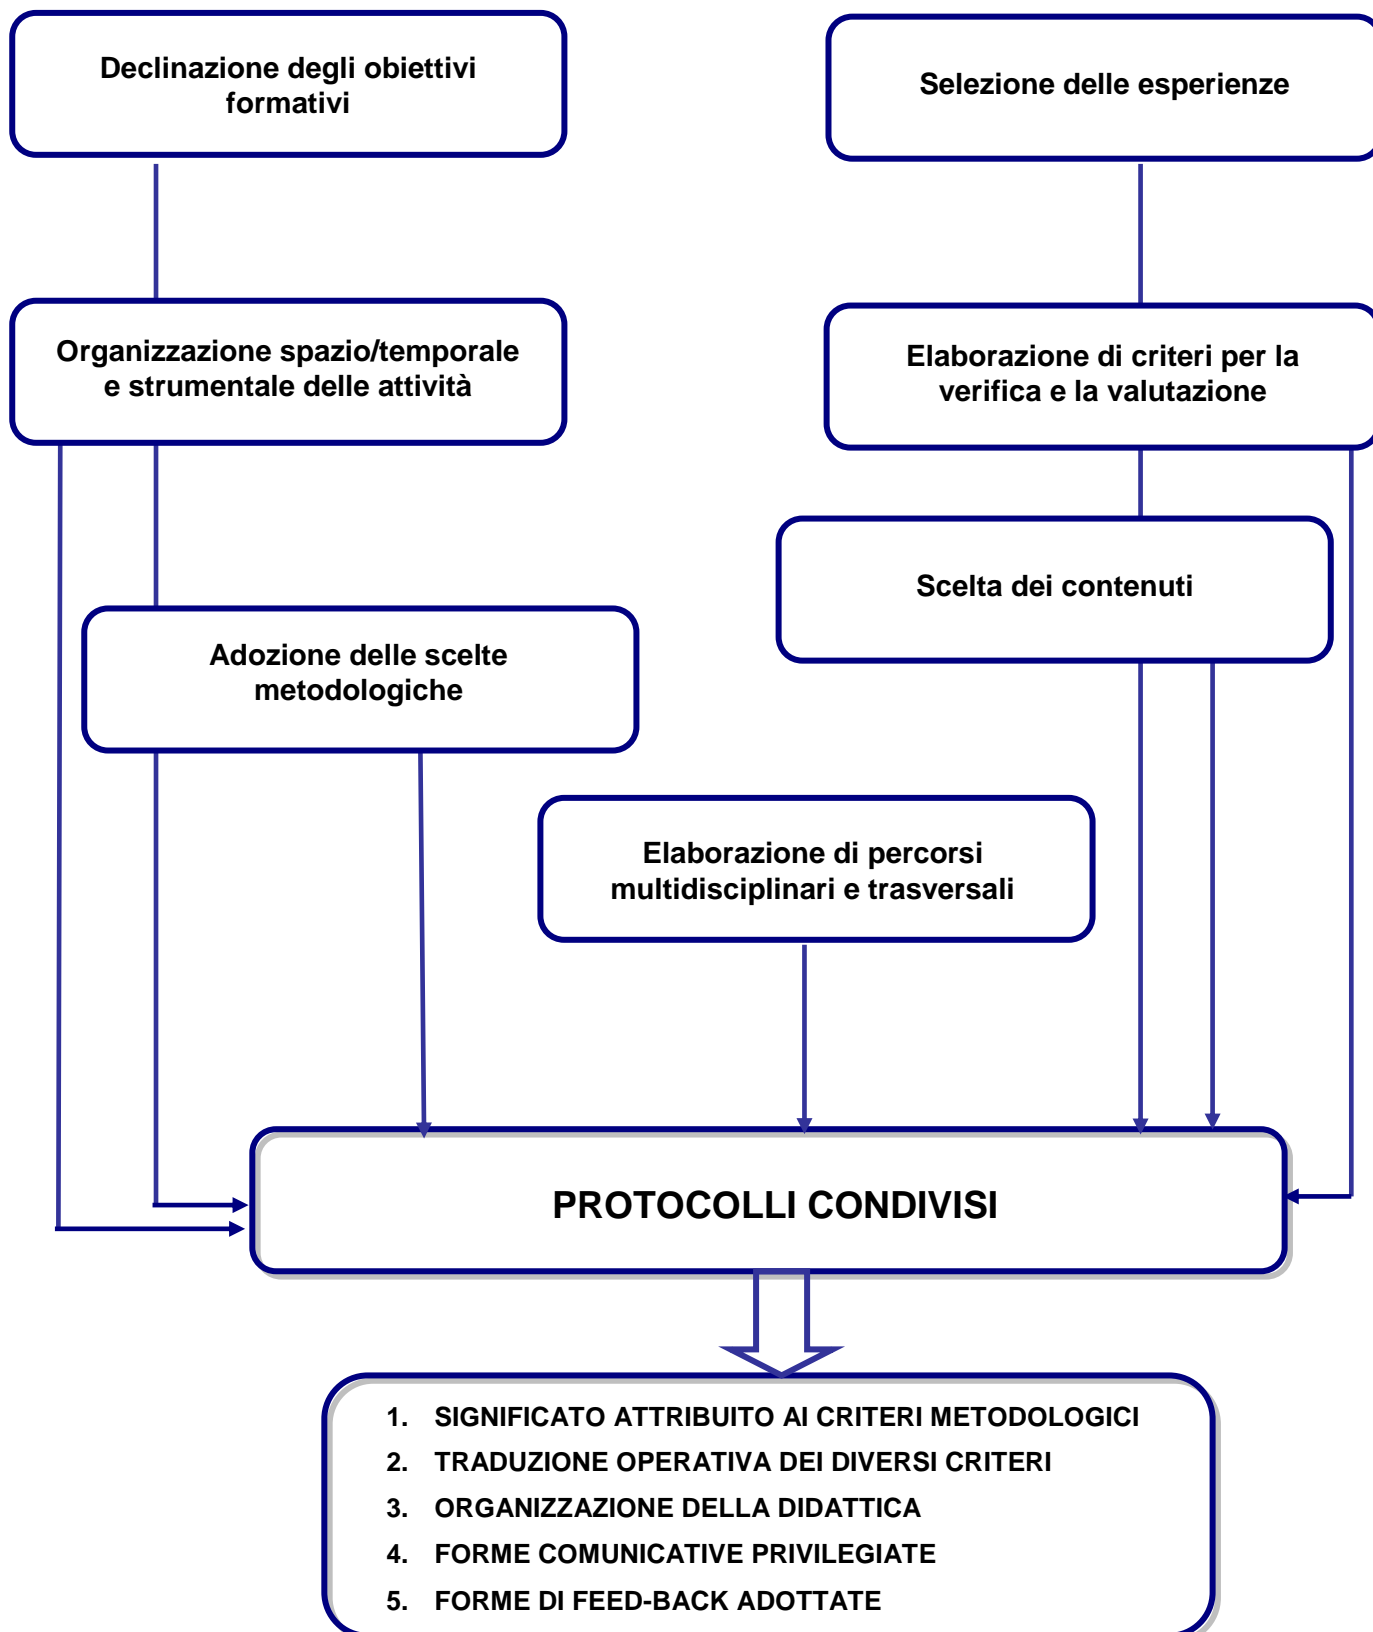 Declinazione degli obiettivi
formativi
Selezione delle esperienze
Organizzazione spazio/temporale
e strumentale delle attività
Elaborazione di criteri per la
verifica e la valutazione
Scelta dei contenuti
Adozione delle scelte
metodologiche
Elaborazione di percorsi
multidisciplinari e trasversali
PROTOCOLLI CONDIVISI
1. SIGNIFICATO ATTRIBUITO AI CRITERI METODOLOGICI
2. TRADUZIONE OPERATIVA DEI DIVERSI CRITERI
3. ORGANIZZAZIONE DELLA DIDATTICA
4. FORME COMUNICATIVE PRIVILEGIATE
5. FORME DI FEED-BACK ADOTTATE